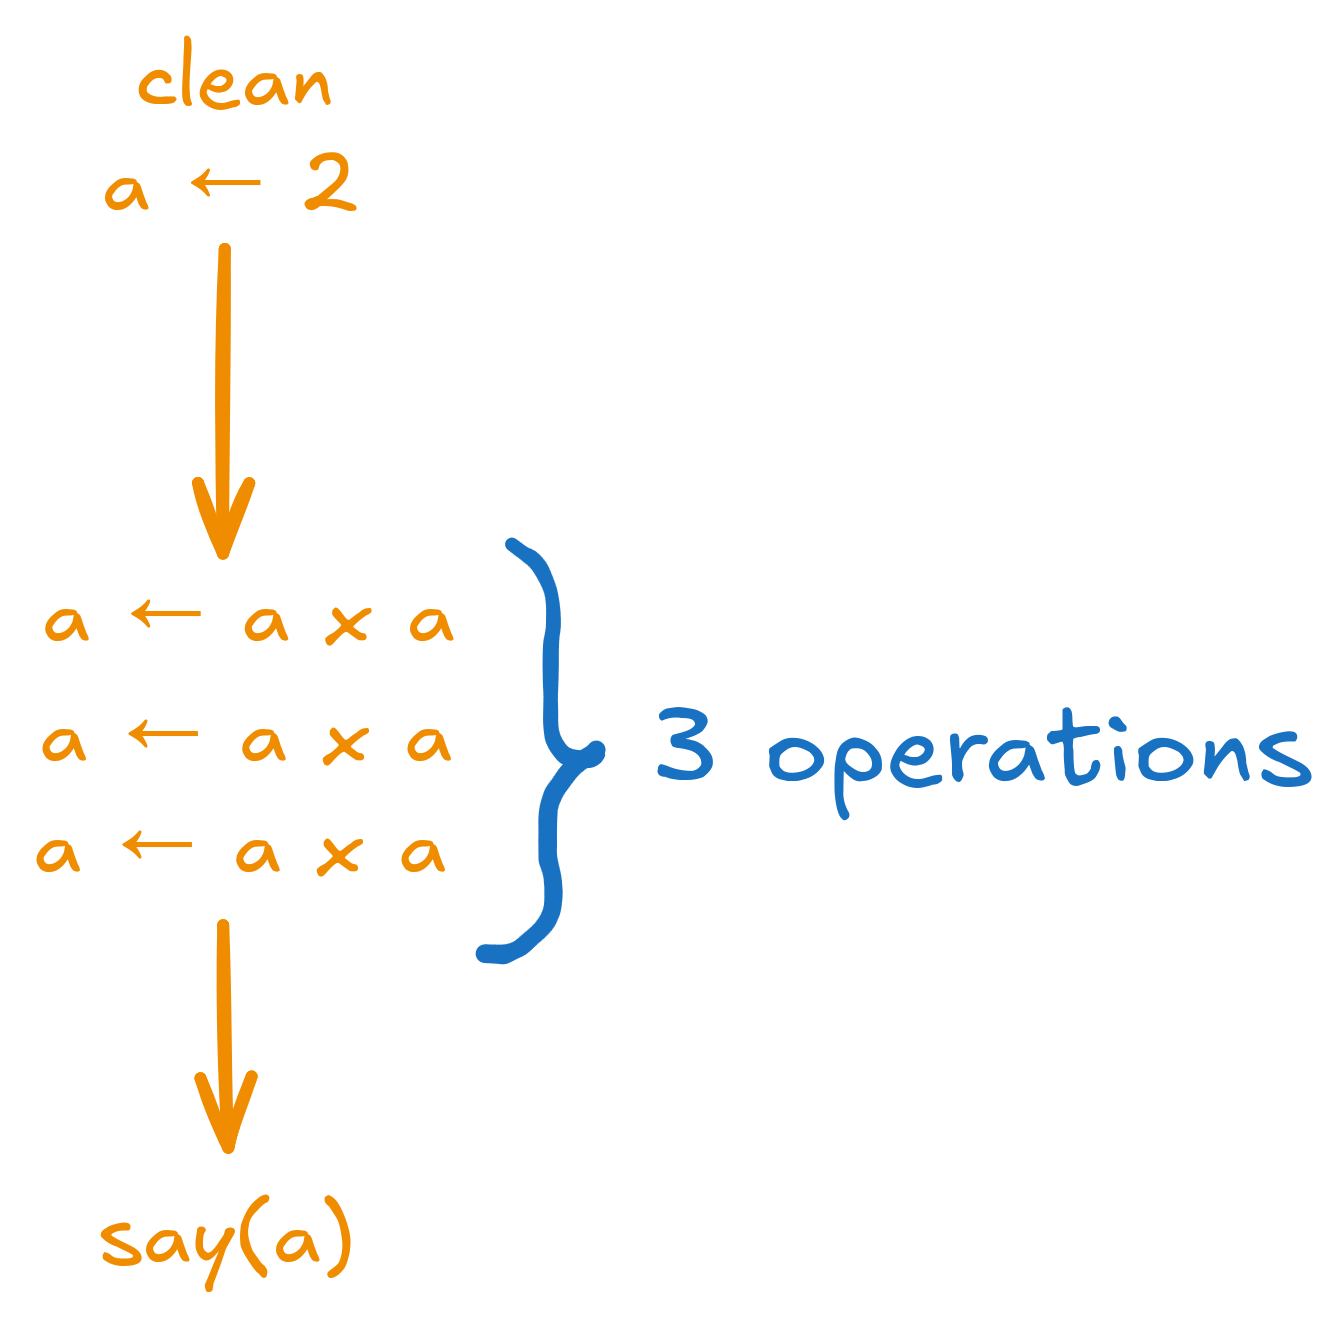 clean
a ← 2
a ← a x a
a ← a x a
a ← a x a
3 operations
say(a)